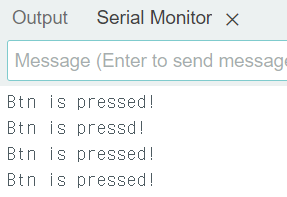 Output Serial Monitor ×
Message (Enter to send message
Btn is pressed!
Btn is pressd!
Btn is pressed!
Btn is pressed!